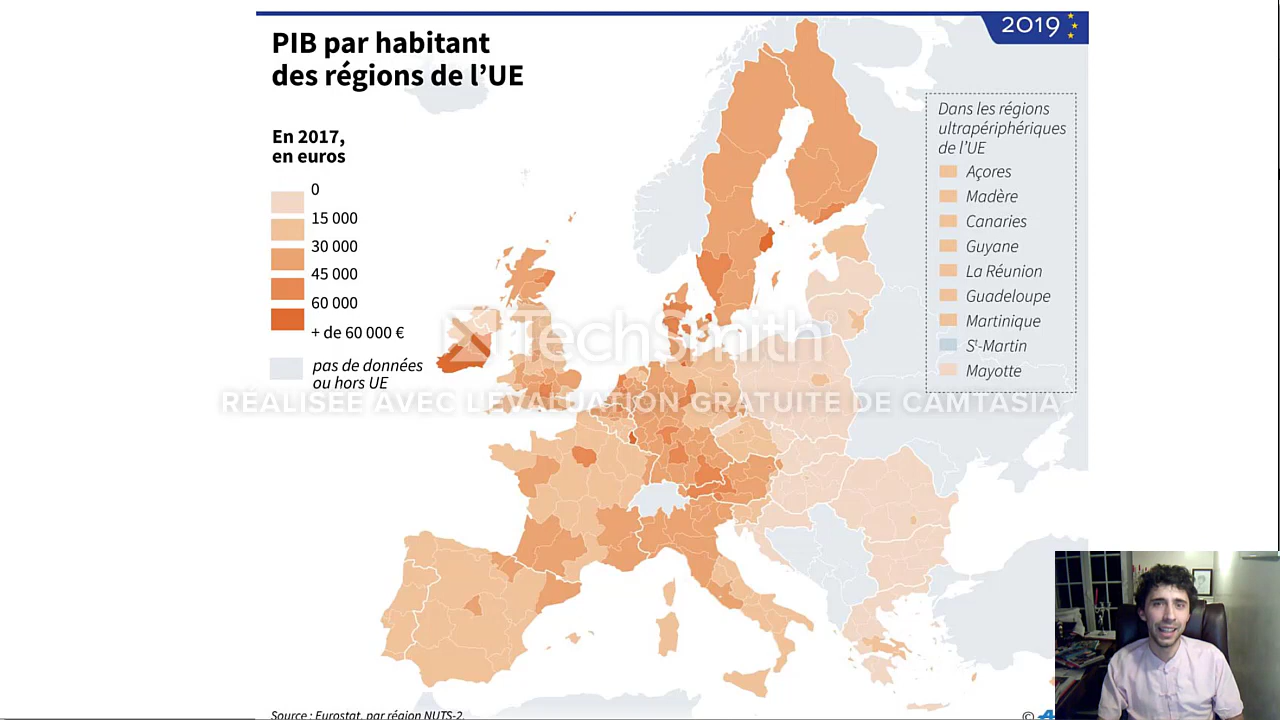 2019
PIB par habitant
des régions de l'UE
En 2017,
en euros
0
15 000
30 000
45 000
60 000
+ de 60 000 €
pas de données
ou hors UE
Dans les régions
ultrapériphériques
de l'UE
Açores
Madère
Canaries
Guyane
La Réunion
Guadeloupe
Martinique
St-Martin
Mayotte
TechSmith®
RÉALISÉE AVEC L'ÉVALUATION GRATUITE DE CAMTASIA
Source : Eurostat, par région NUTS-2.
©